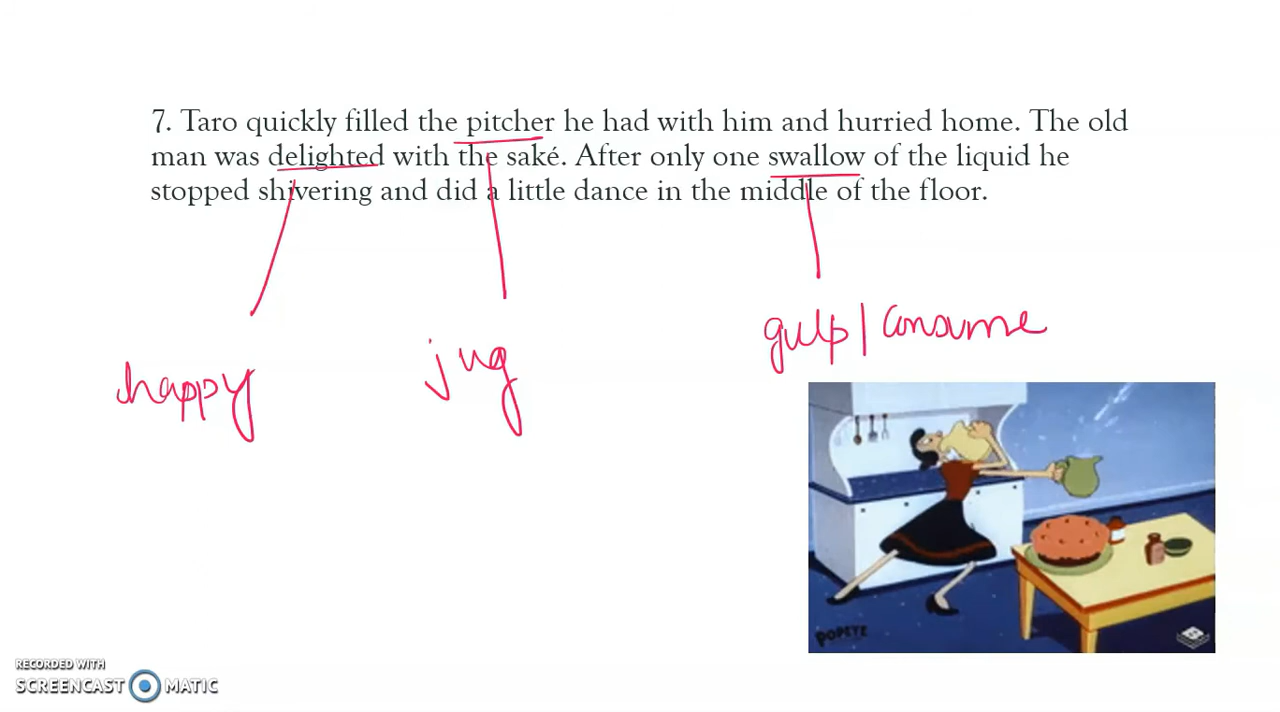 7. Taro quickly filled the pitcher he had with him and hurried home. The old
man was delighted with the saké. After only one swallow of the liquid he
stopped shivering and did a little dance in the middle of the floor.
happy
jug
gulp/consume
POPEYE
RECORDED WITH
SCREENCAST MATIC